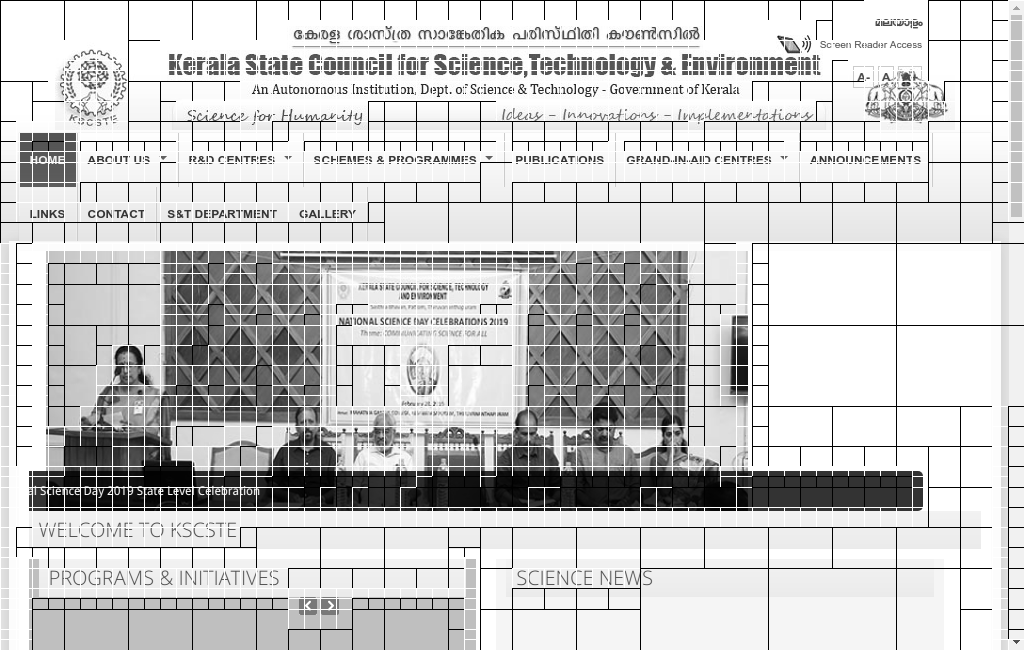 മലയാളം
കേരള ശാസ്ത്ര സാങ്കേതിക പരിസ്ഥിതി കൗൺസിൽ
Screen Reader Access
Kerala State Council for Science,Technology & Environment
A- A
An Autonomous Institution, Dept. of Science & Technology - Government of Kerala
KSCSTE
Science for Humanity
Ideas - Innovations - Implementations
HOME ABOUT US R&D CENTRES SCHEMES & PROGRAMMES PUBLICATIONS GRAND-IN-AID CENTRES ANNOUNCEMENTS
LINKS CONTACT S&T DEPARTMENT GALLERY
KERALA STATE COUNCIL FOR SCIENCE, TECHNOLOGY
AND ENVIRONMENT
NATIONAL SCIENCE DAY CELEBRATIONS 2019
Theme: COMMUNICATING SCIENCE FOR ALL
February 28, 2019
al Science Day 2019 State Level Celebration
WELCOME TO KSCSTE
PROGRAMS & INITIATIVES
SCIENCE NEWS